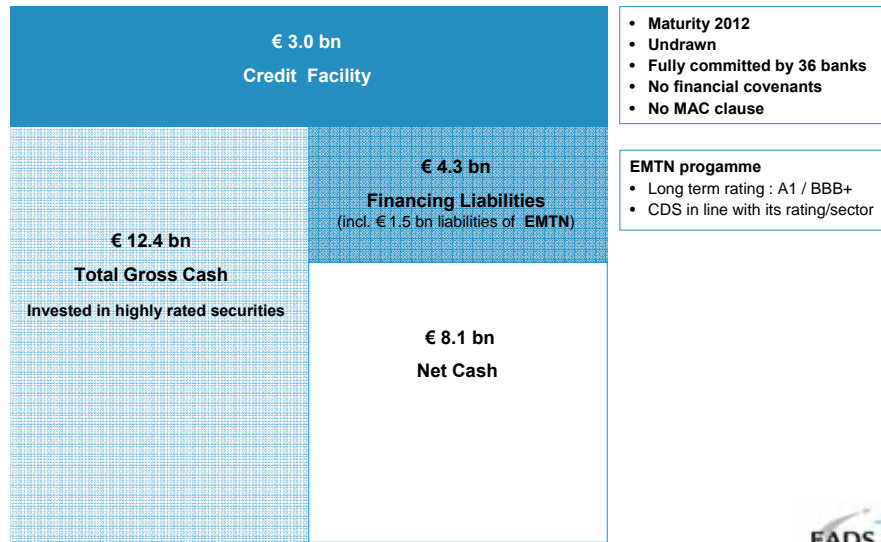 € 3.0 bn
Credit Facility
• Maturity 2012
• Undrawn
• Fully committed by 36 banks
• No financial covenants
• No MAC clause
€ 4.3 bn
Financing Liabilities
(incl. € 1.5 bn liabilities of EMTN)
EMTN progamme
• Long term rating : A1 / BBB+
• CDS in line with its rating/sector
€ 12.4 bn
Total Gross Cash
Invested in highly rated securities
€ 8.1 bn
Net Cash
EADS